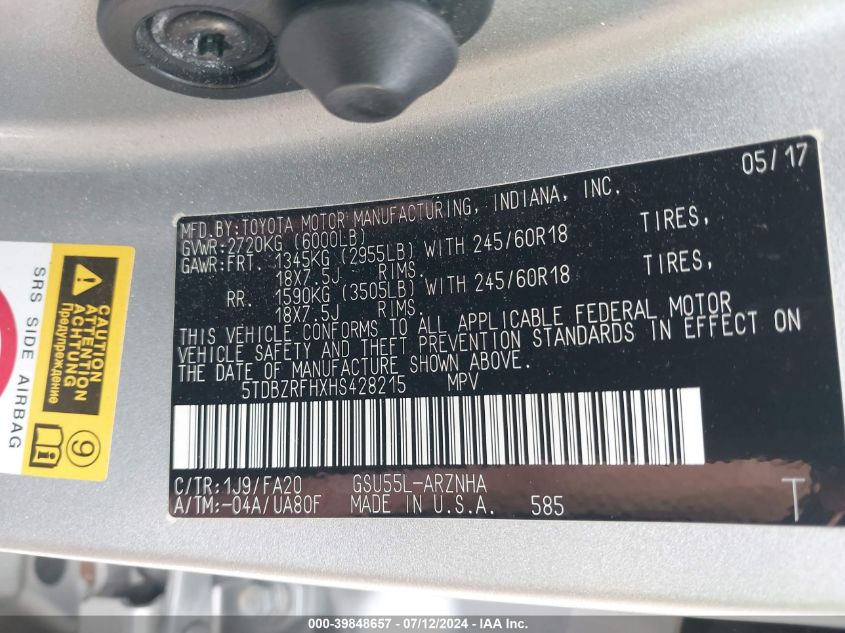 05/17
MFD.BY:TOYOTA MOTOR MANUFACTURING, INDIANA, INC.
GVWR:2720KG (6000LB)
GAWR:FRT. 1345KG (2955LB) WITH 245/60R18 TIRES,
18X7.5J RIMS.
RR. 1590KG (3505LB) WITH 245/60R18 TIRES,
18X7.5J RIMS.
THIS VEHICLE CONFORMS TO ALL APPLICABLE FEDERAL MOTOR
VEHICLE SAFETY AND THEFT PREVENTION STANDARDS IN EFFECT ON
THE DATE OF MANUFACTURE SHOWN ABOVE.
5TDBZRFHXHS428215 MPV
C/TR:1J9/FA20 GSU55L-ARZNHA
A/TM:-04A/UA80F MADE IN U.S.A. 585
T
SRS SIDE AIRBAG
CAUTION
ATTENTION
ACHTUNG
Предупреждение
9
000-39848657 - 07/12/2024 - IAA Inc.